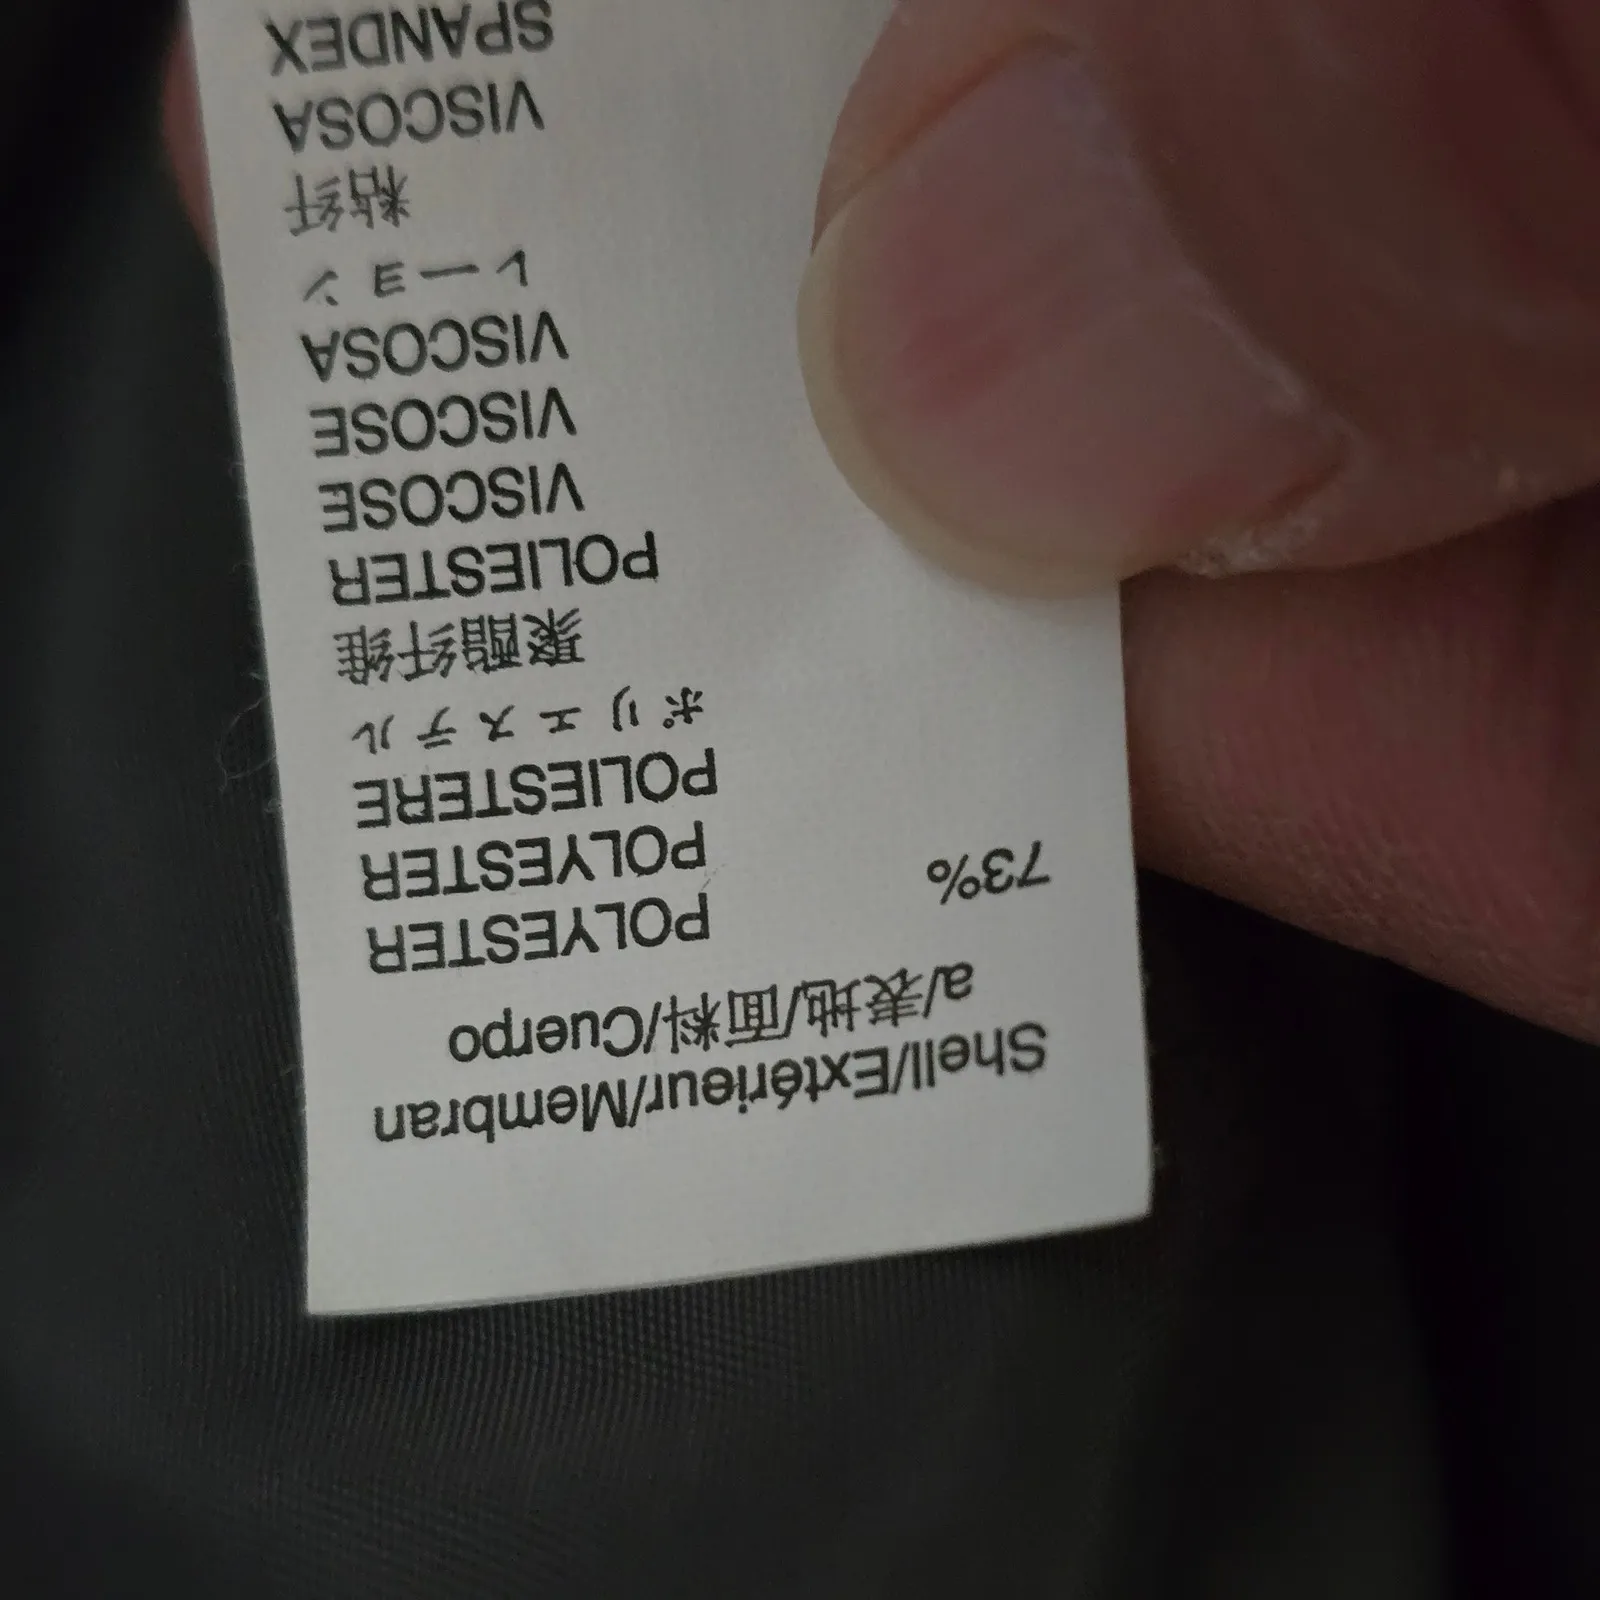 Shell/Extérieur/Membran
a/表地/面料/Cuerpo
73% POLYESTER
POLYESTER
POLIESTERE
ポリエステル
聚酯纤维
POLIESTER
VISCOSE
VISCOSE
VISCOSA
レーヨン
粘纤
VISCOSA
SPANDEX